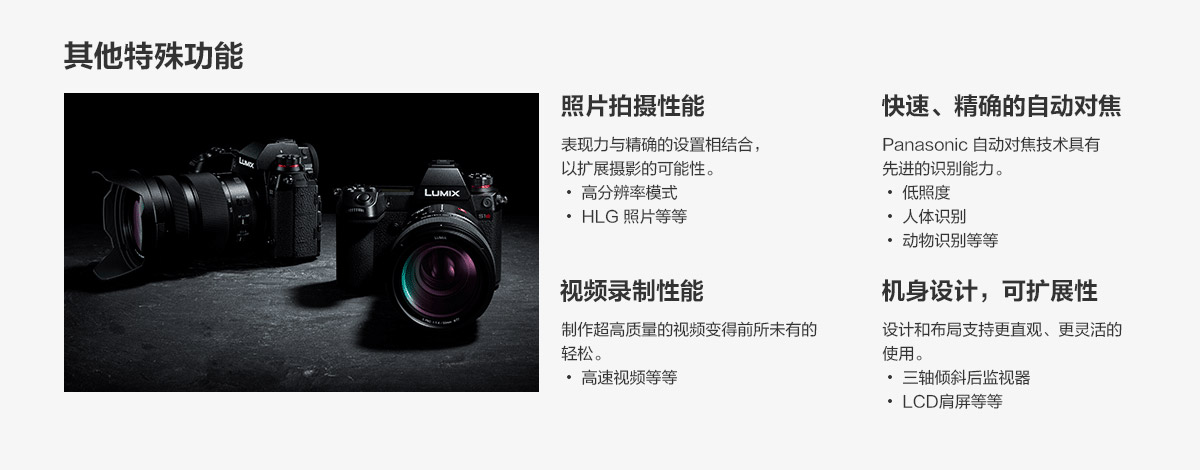 其他特殊功能
LUMIX
LUMIX
照片拍摄性能
表现力与精确的设置相结合，
以扩展摄影的可能性。
• 高分辨率模式
• HLG 照片等等
快速、精确的自动对焦
Panasonic 自动对焦技术具有
先进的识别能力。
• 低照度
• 人体识别
• 动物识别等等
视频录制性能
制作超高质量的视频变得前所未有的
轻松。
• 高速视频等等
机身设计，可扩展性
设计和布局支持更直观、更灵活的
使用。
• 三轴倾斜后监视器
• LCD肩屏等等